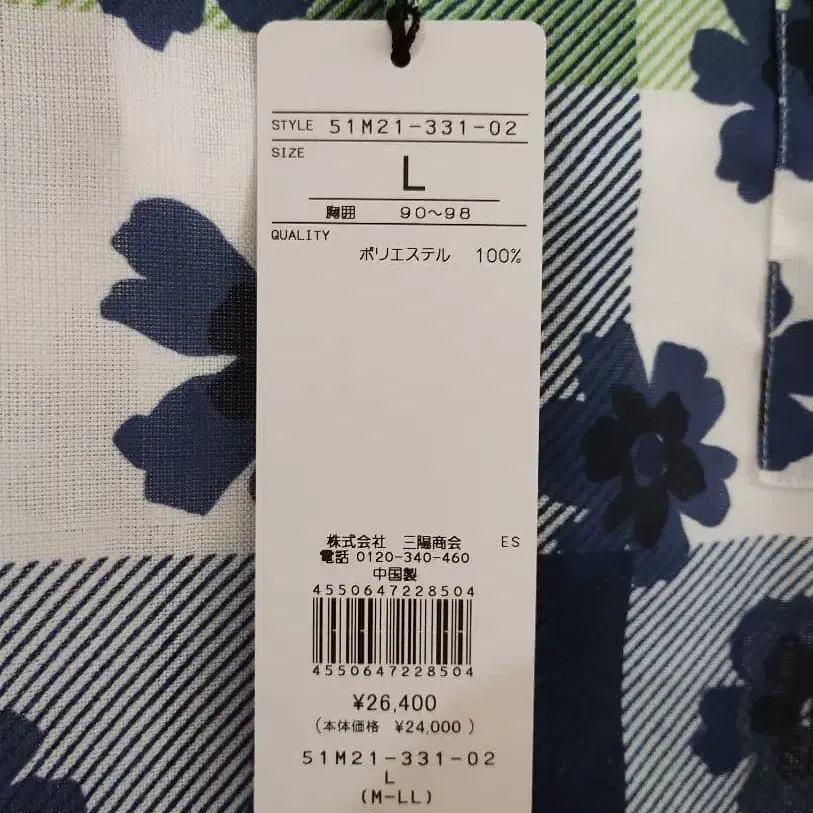 STYLE 51M21-331-02
SIZE
L
胸囲 90～98
QUALITY
ポリエステル 100%
株式会社 三陽商会 ES
電話 0120-340-460
中国製
4550647228504
4550647228504
¥26,400
(本体価格 ¥24,000)
51M21-331-02
L
(M-LL)